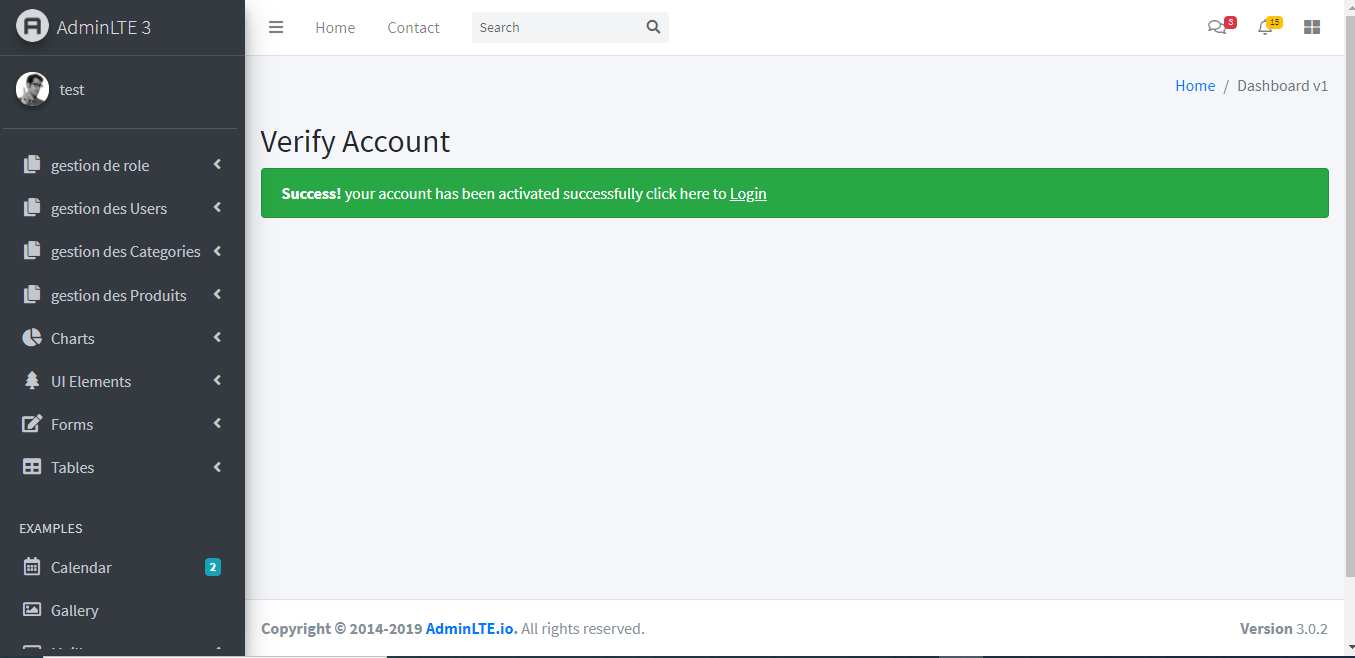 AdminLTE 3
test
gestion de role
gestion des Users
gestion des Categories
gestion des Produits
Charts
UI Elements
Forms
Tables
EXAMPLES
Calendar 2
Gallery
Home Contact Search 3 15
Home / Dashboard v1
Verify Account
Success! your account has been activated successfully click here to Login
Copyright © 2014-2019 AdminLTE.io. All rights reserved. Version 3.0.2